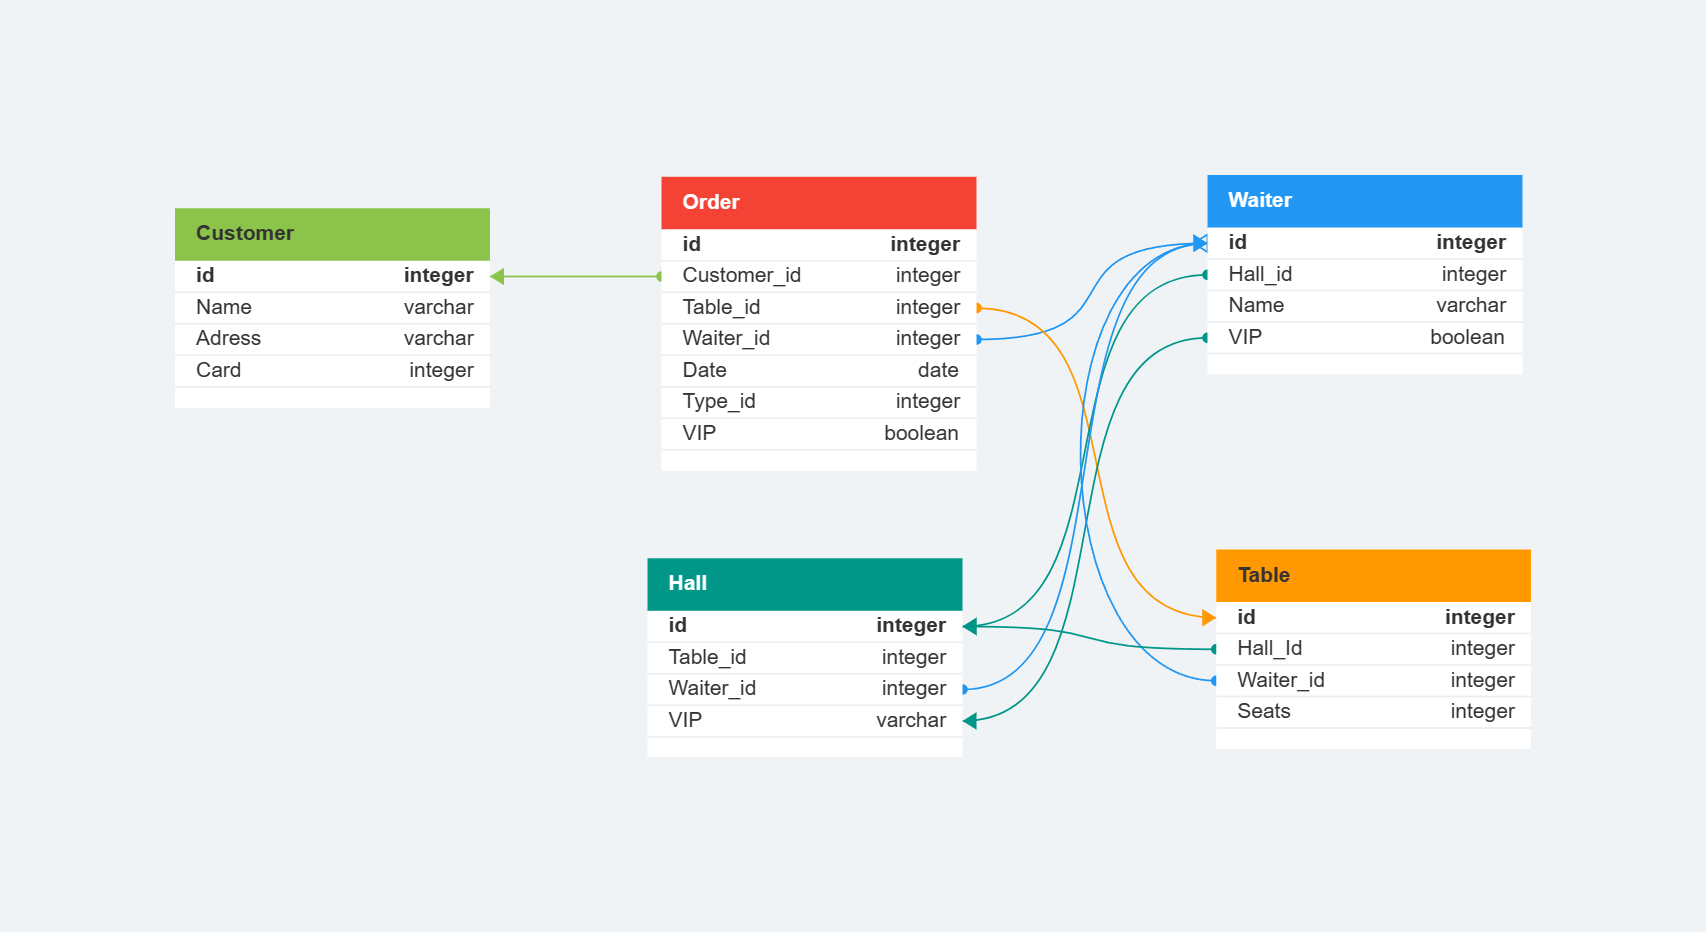 Customer
id integer
Name varchar
Adress varchar
Card integer
Order
id integer
Customer_id integer
Table_id integer
Waiter_id integer
Date date
Type_id integer
VIP boolean
Waiter
id integer
Hall_id integer
Name varchar
VIP boolean
Hall
id integer
Table_id integer
Waiter_id integer
VIP varchar
Table
id integer
Hall_Id integer
Waiter_id integer
Seats integer